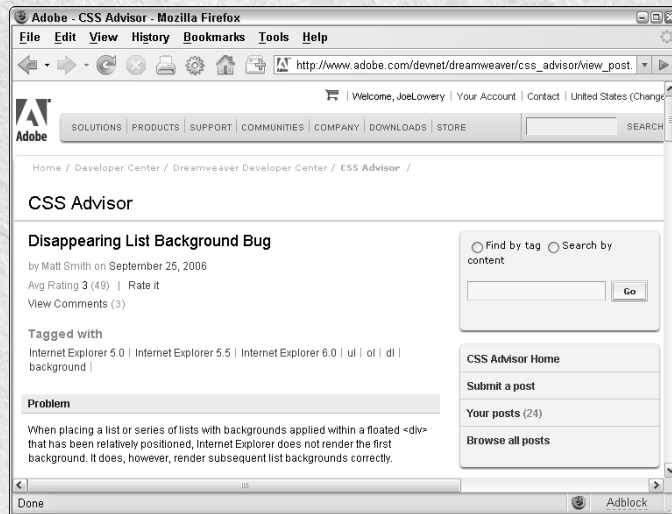 Adobe - CSS Advisor - Mozilla Firefox
File Edit View History Bookmarks Tools Help
http://www.adobe.com/devnet/dreamweaver/css_advisor/view_post.
Welcome, JoeLowery | Your Account | Contact | United States (Change
Adobe
SOLUTIONS | PRODUCTS | SUPPORT | COMMUNITIES | COMPANY | DOWNLOADS | STORE
SEARCH
Home / Developer Center / Dreamweaver Developer Center / CSS Advisor /
CSS Advisor
Disappearing List Background Bug
by Matt Smith on September 25, 2006
Avg Rating 3 (49) | Rate it
View Comments (3)
Tagged with
Internet Explorer 5.0 | Internet Explorer 5.5 | Internet Explorer 6.0 | ul | ol | dl |
background |
Problem
When placing a list or series of lists with backgrounds applied within a floated <div>
that has been relatively positioned, Internet Explorer does not render the first
background. It does, however, render subsequent list backgrounds correctly.
Find by tag Search by
content
Go
CSS Advisor Home
Submit a post
Your posts (24)
Browse all posts
Done
Adblock